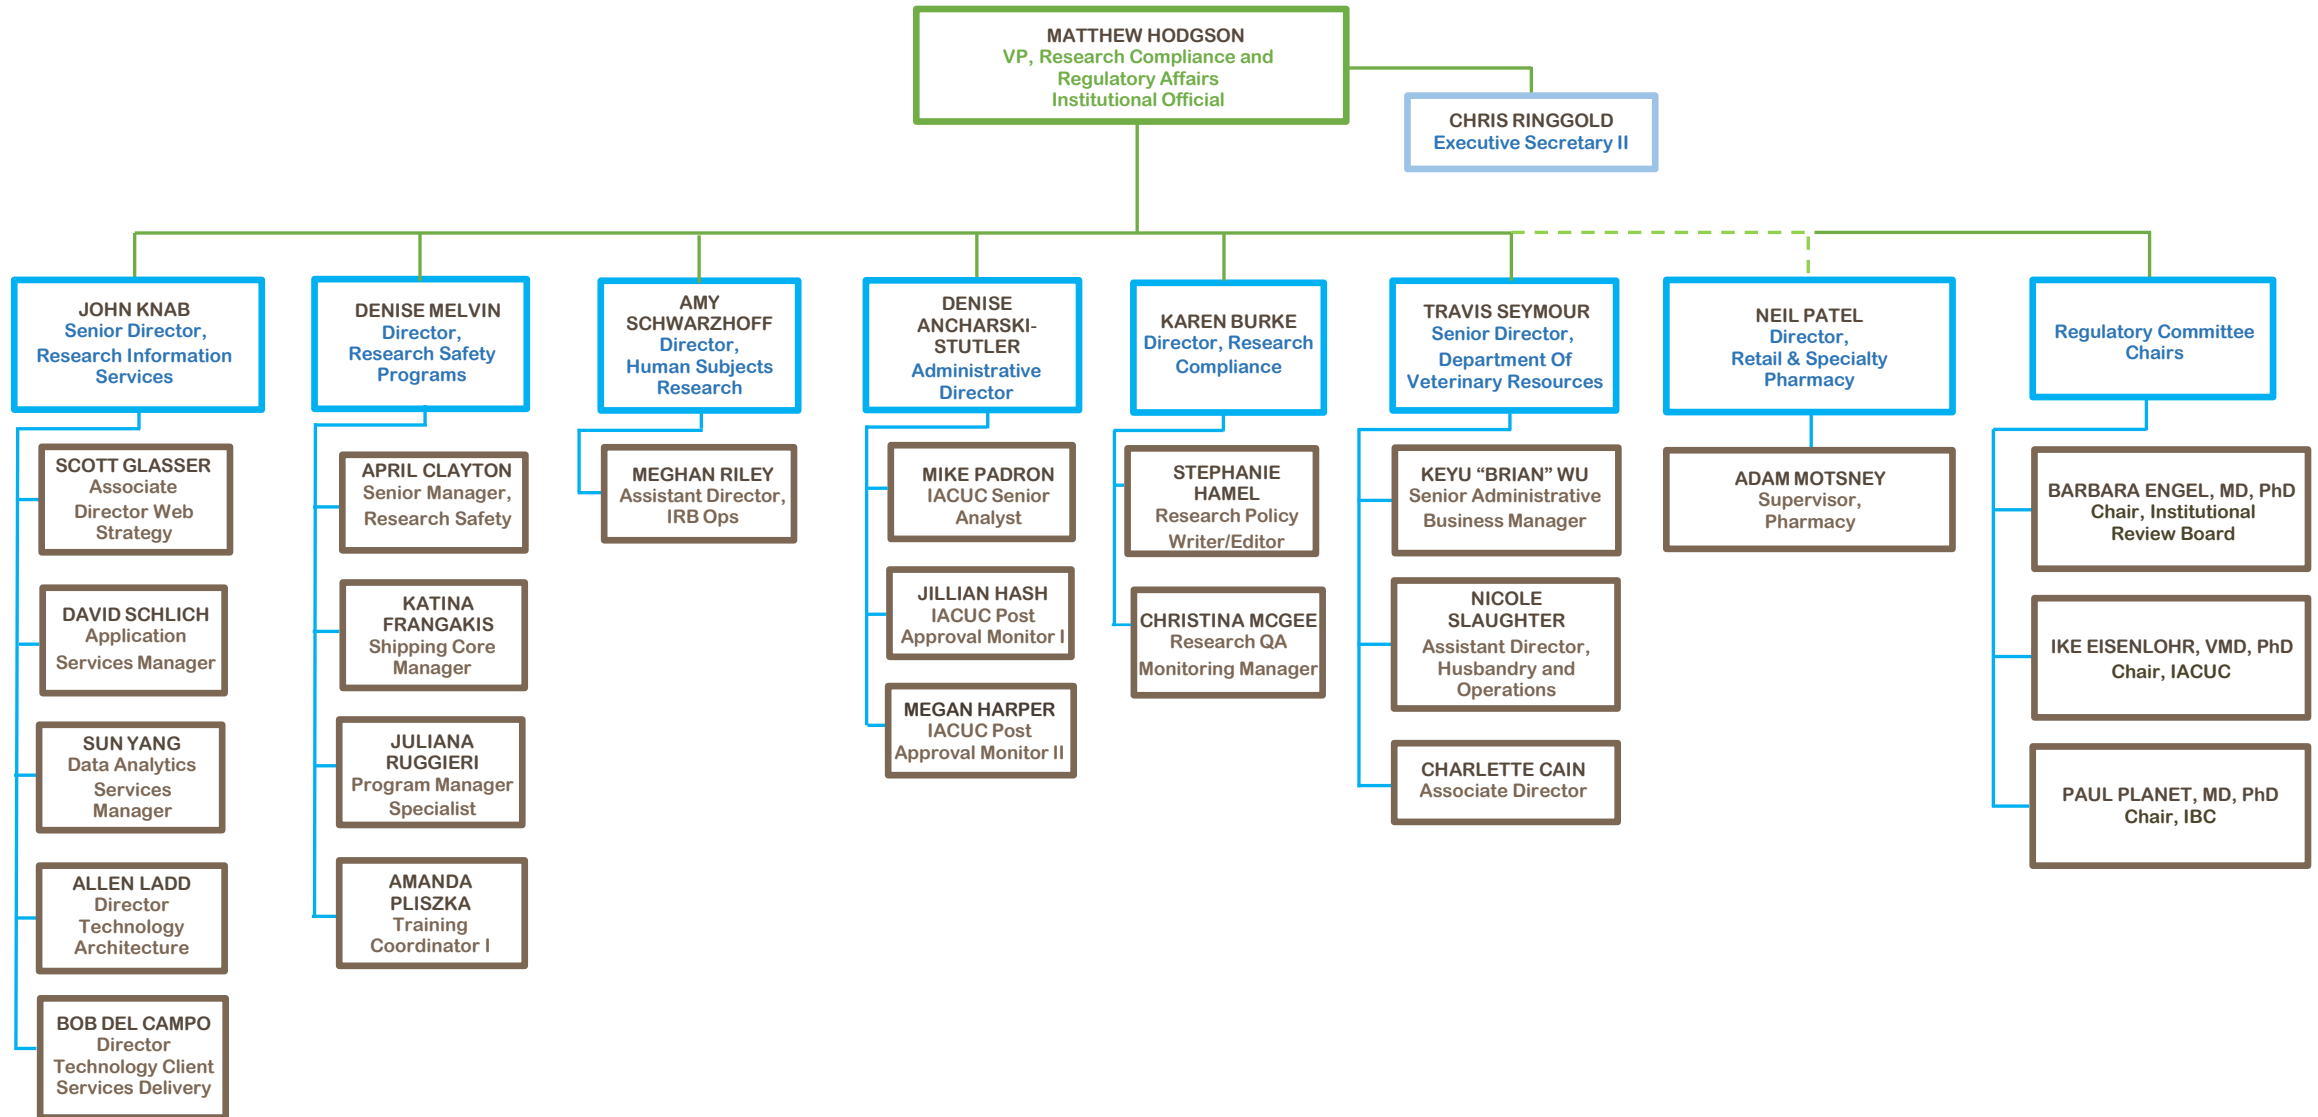 MATTHEW HODGSON
VP, Research Compliance and
Regulatory Affairs
Institutional Official
CHRIS RINGGOLD
Executive Secretary II
JOHN KNAB
Senior Director,
Research Information
Services
DENISE MELVIN
Director,
Research Safety
Programs
AMY
SCHWARZHOFF
Director,
Human Subjects
Research
DENISE
ANCHARSKI-
STUTLER
Administrative
Director
KAREN BURKE
Director, Research
Compliance
TRAVIS SEYMOUR
Senior Director,
Department Of
Veterinary Resources
NEIL PATEL
Director,
Retail & Specialty
Pharmacy
Regulatory Committee
Chairs
SCOTT GLASSER
Associate
Director Web
Strategy
DAVID SCHLICH
Application
Services Manager
SUN YANG
Data Analytics
Services
Manager
ALLEN LADD
Director
Technology
Architecture
BOB DEL CAMPO
Director
Technology Client
Services Delivery
APRIL CLAYTON
Senior Manager,
Research Safety
KATINA
FRANGAKIS
Shipping Core
Manager
JULIANA
RUGGIERI
Program Manager
Specialist
AMANDA
PLISZKA
Training
Coordinator I
MEGHAN RILEY
Assistant Director,
IRB Ops
MIKE PADRON
IACUC Senior
Analyst
JILLIAN HASH
IACUC Post
Approval Monitor I
MEGAN HARPER
IACUC Post
Approval Monitor II
STEPHANIE
HAMEL
Research Policy
Writer/Editor
CHRISTINA MCGEE
Research QA
Monitoring Manager
KEYU “BRIAN” WU
Senior Administrative
Business Manager
NICOLE
SLAUGHTER
Assistant Director,
Husbandry and
Operations
CHARLETTE CAIN
Associate Director
ADAM MOTSNEY
Supervisor,
Pharmacy
BARBARA ENGEL, MD, PhD
Chair, Institutional
Review Board
IKE EISENLOHR, VMD, PhD
Chair, IACUC
PAUL PLANET, MD, PhD
Chair, IBC